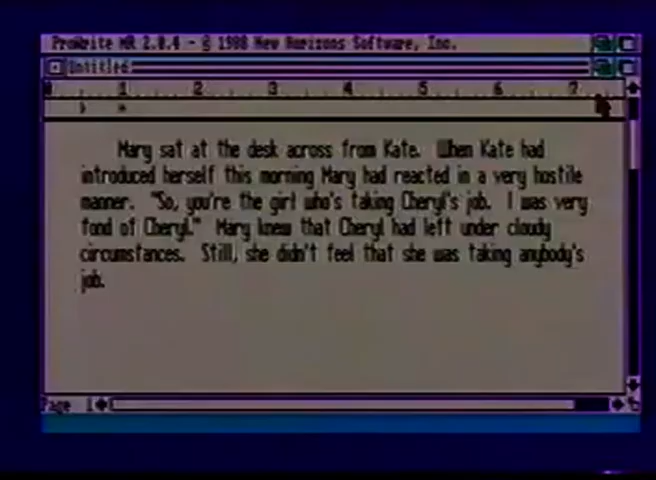 ProWrite MR 2.0.4 - © 1988 New Horizons Software, Inc.
Untitled
0 1 2 3 4 5 6 7
Mary sat at the desk across from Kate. When Kate had
introduced herself this morning Mary had reacted in a very hostile
manner. "So, you're the girl who's taking Cheryl's job. I was very
fond of Cheryl." Mary knew that Cheryl had left under cloudy
circumstances. Still, she didn't feel that she was taking anybody's
job.
Page 1